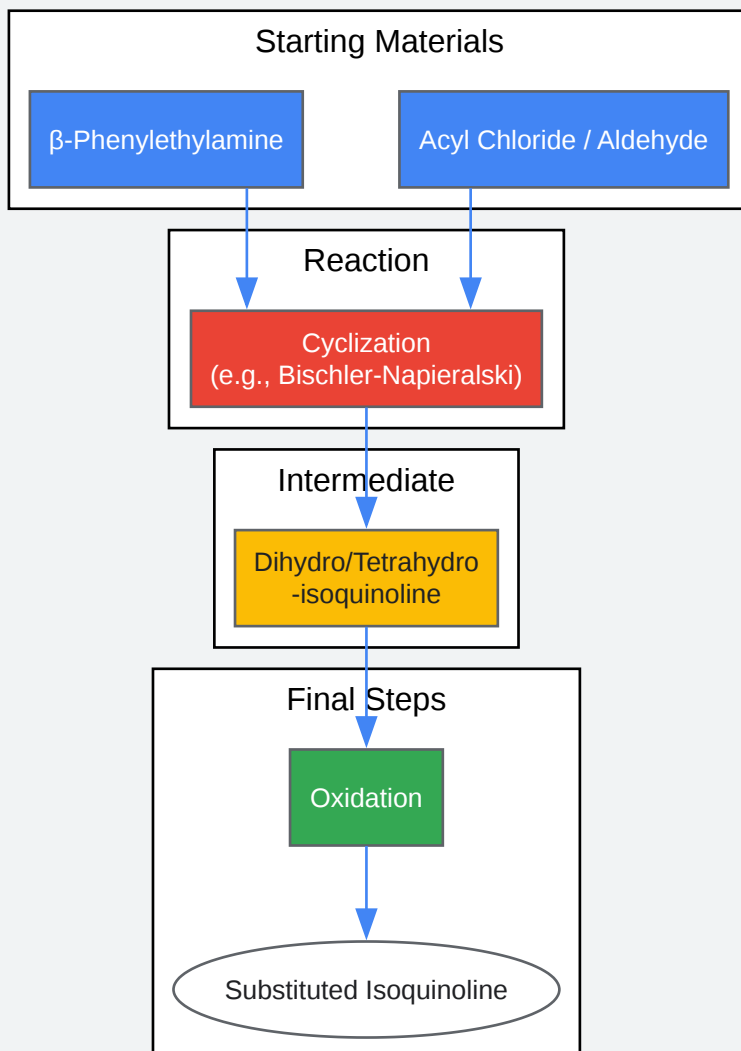 Starting Materials
β-Phenylethylamine
Acyl Chloride / Aldehyde
Reaction
Cyclization
(e.g., Bischler-Napieralski)
Intermediate
Dihydro/Tetrahydro
-isoquinoline
Final Steps
Oxidation
Substituted Isoquinoline